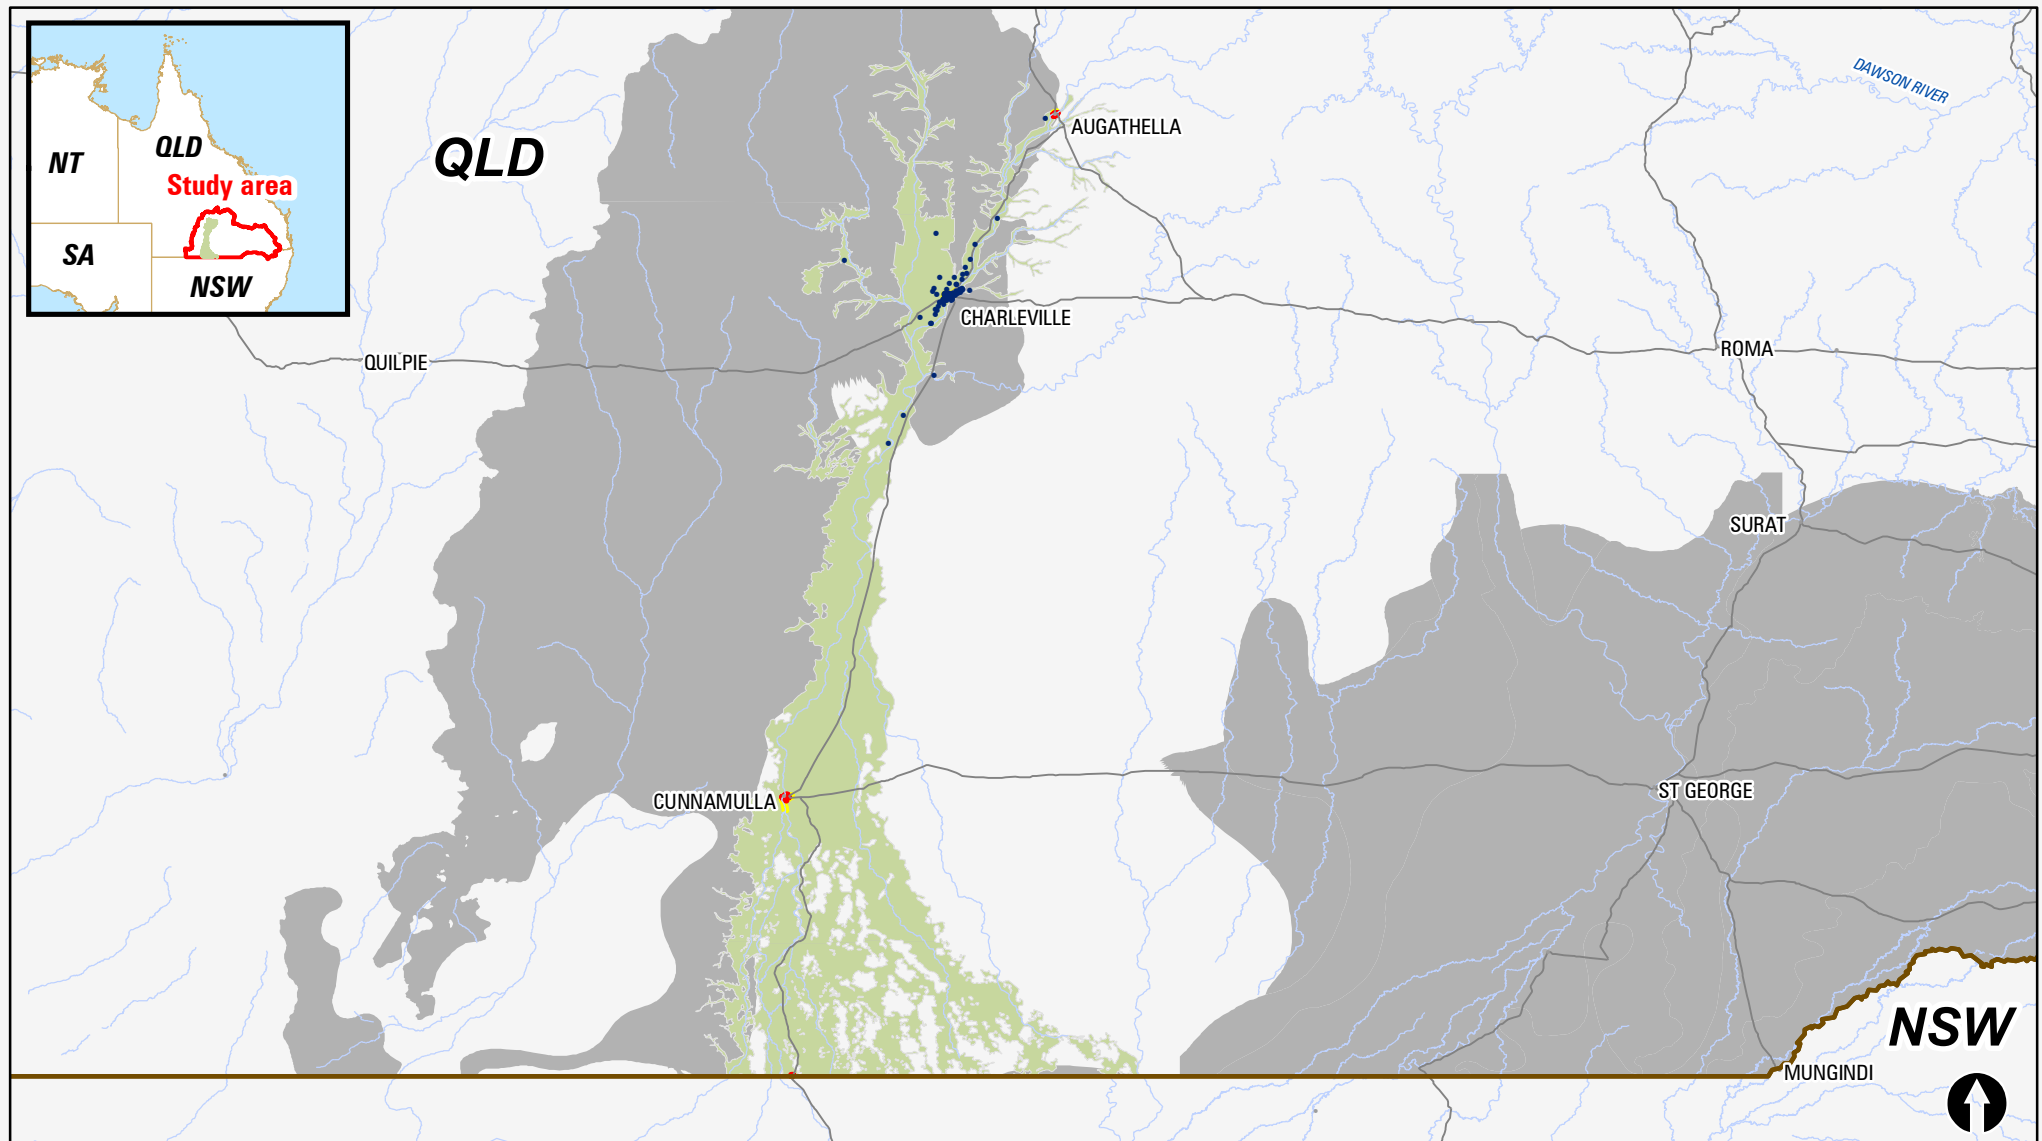 NT
QLD
Study area
SA
NSW
QLD
DAWSON RIVER
AUGATHELLA
CHARLEVILLE
QUILPIE
ROMA
SURAT
CUNNAMULLA
ST GEORGE
NSW
MUNGINDI